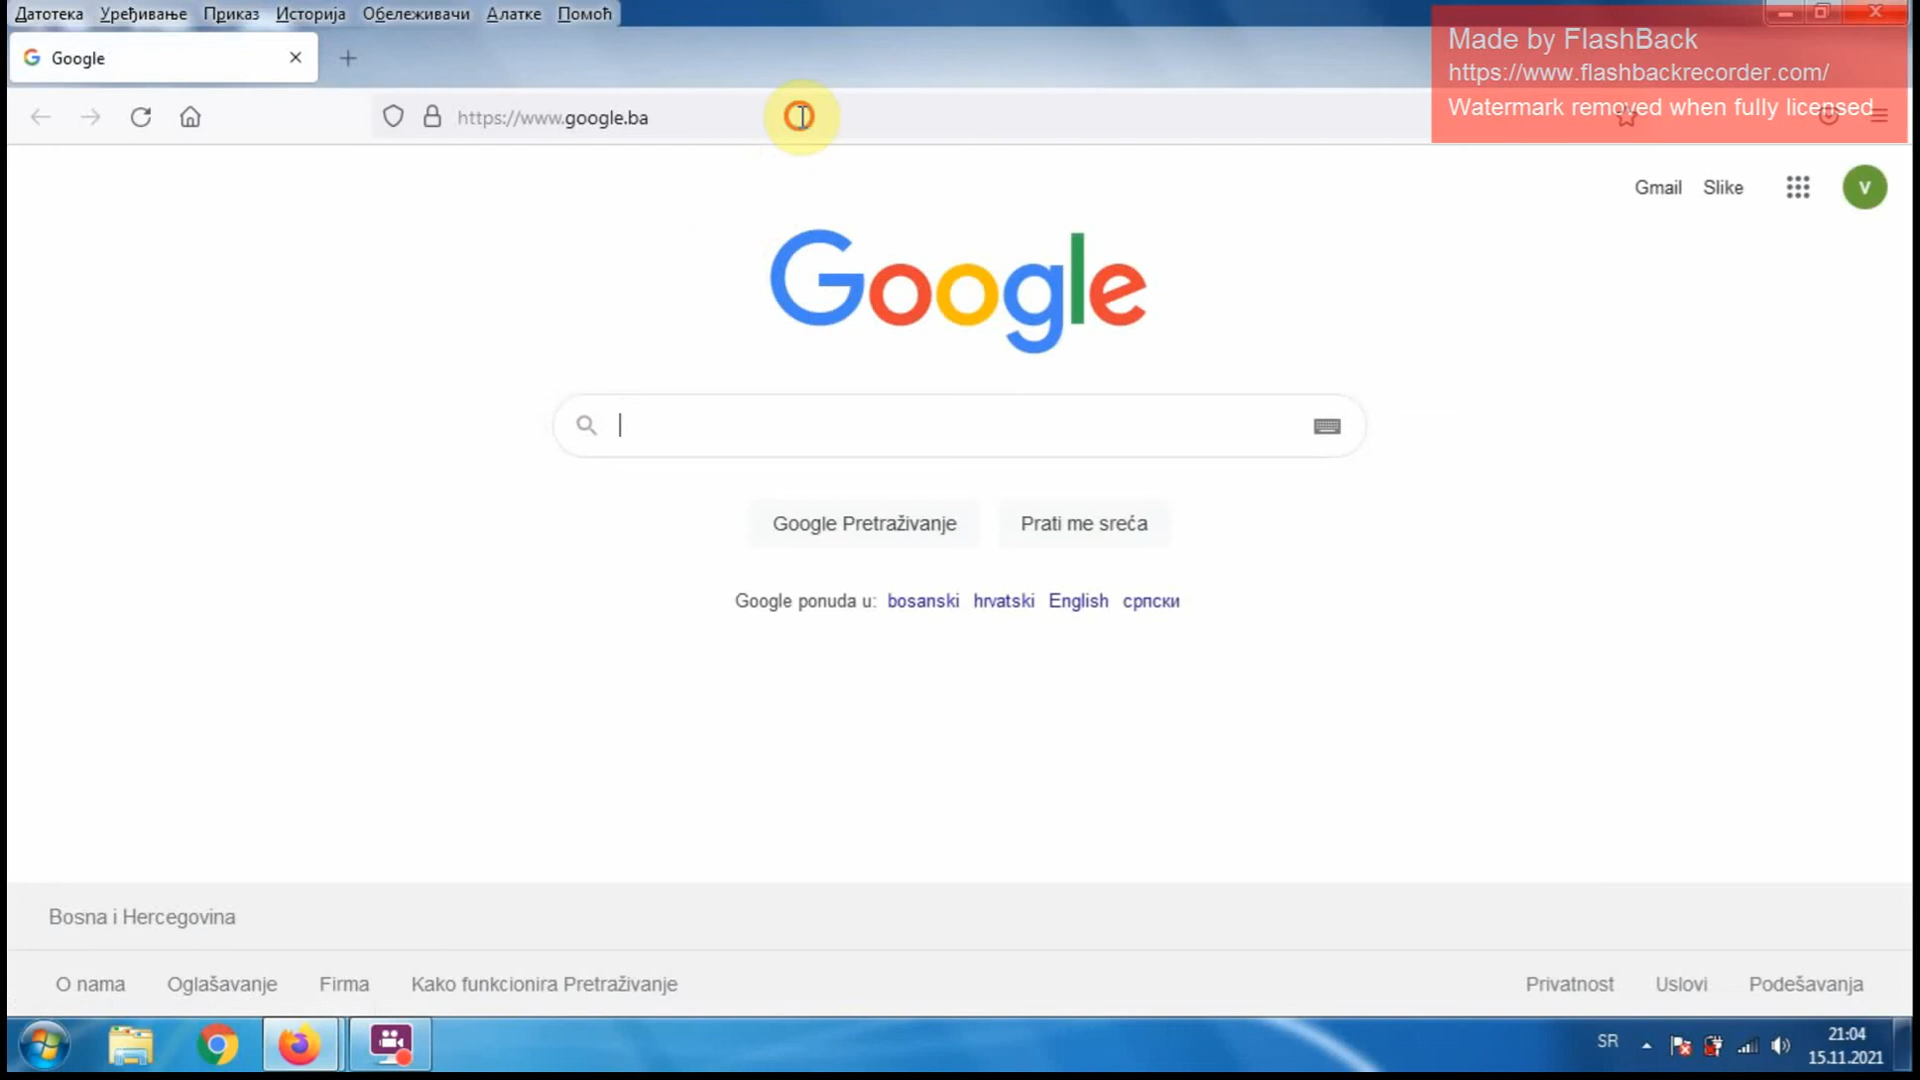 Датотека Уређивање Приказ Историја Обележивачи Алатке Помоћ
Made by FlashBack
https://www.flashbackrecorder.com/
Watermark removed when fully licensed
Google
https://www.google.ba
Gmail Slike
V
Google
Google Pretraživanje Prati me sreća
Google ponuda u: bosanski hrvatski English српски
Bosna i Hercegovina
O nama Oglašavanje Firma Kako funkcionira Pretraživanje Privatnost Uslovi Podešavanja
SR
21:04
15.11.2021